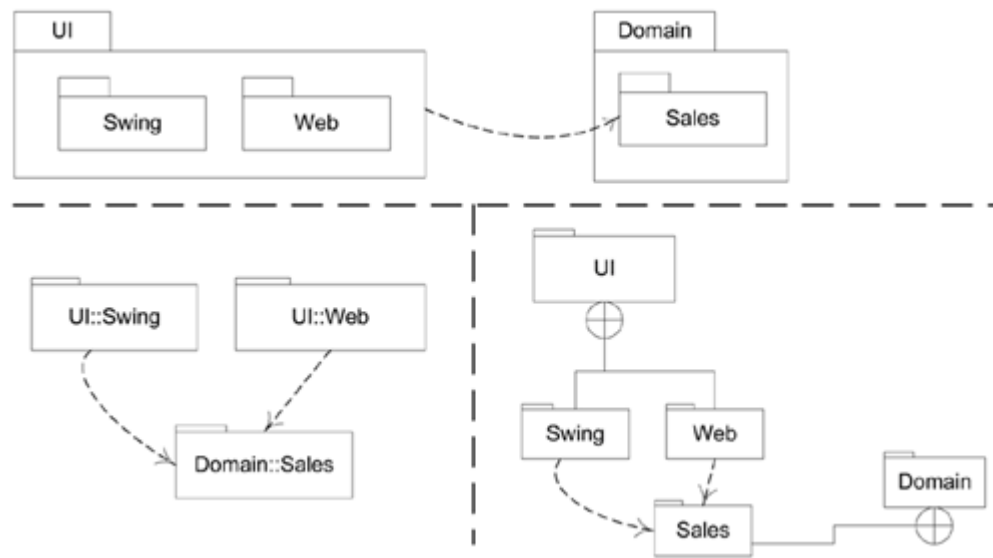 UI
Domain
Swing
Web
Sales
UI::Swing
UI::Web
Domain::Sales
UI
Swing
Web
Domain
Sales